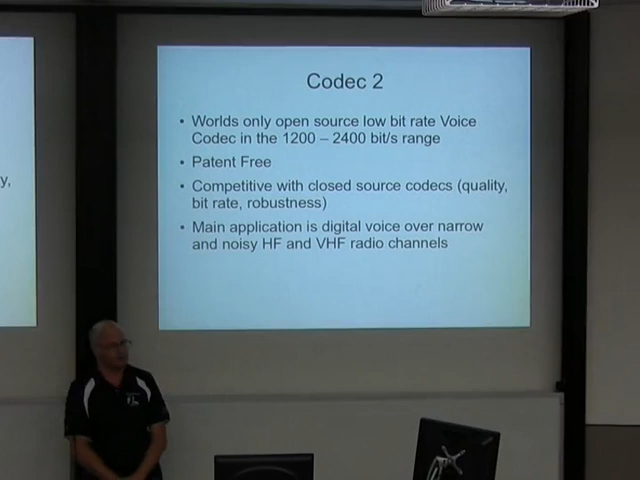 Codec 2
• Worlds only open source low bit rate Voice
Codec in the 1200 – 2400 bit/s range
• Patent Free
• Competitive with closed source codecs (quality,
bit rate, robustness)
• Main application is digital voice over narrow
and noisy HF and VHF radio channels
y,